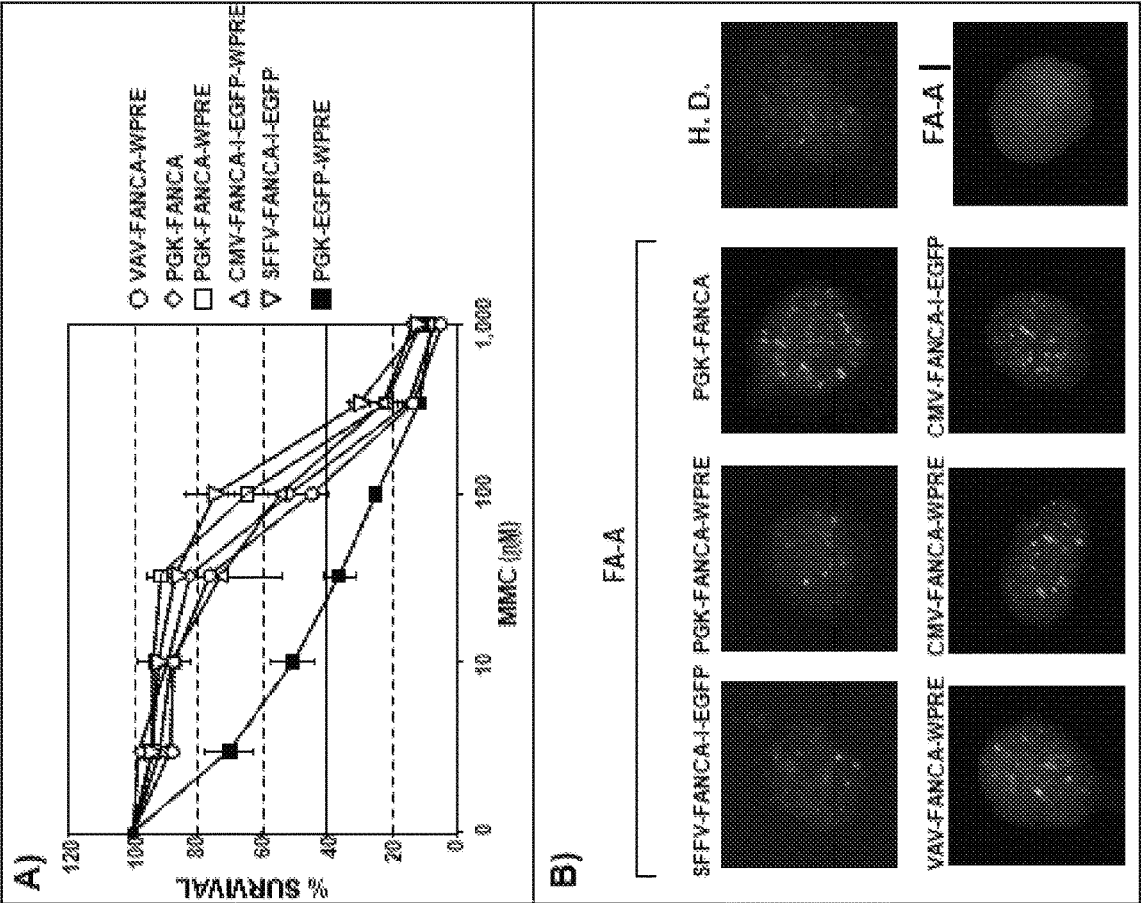 A)
% SURVIVAL
120
100
80
60
40
20
0
0
10
100
1,000
MMC (nM)
VAV-FANCA-WPRE
PGK-FANCA
PGK-FANCA-WPRE
CMV-FANCA-I-EGFP-WPRE
SFFV-FANCA-I-EGFP
PGK-EGFP-WPRE
B)
FA-A
SFFV-FANCA-I-EGFP
PGK-FANCA-WPRE
PGK-FANCA
H. D.
VAV-FANCA-WPRE
CMV-FANCA-WPRE
CMV-FANCA-I-EGFP
FA-A